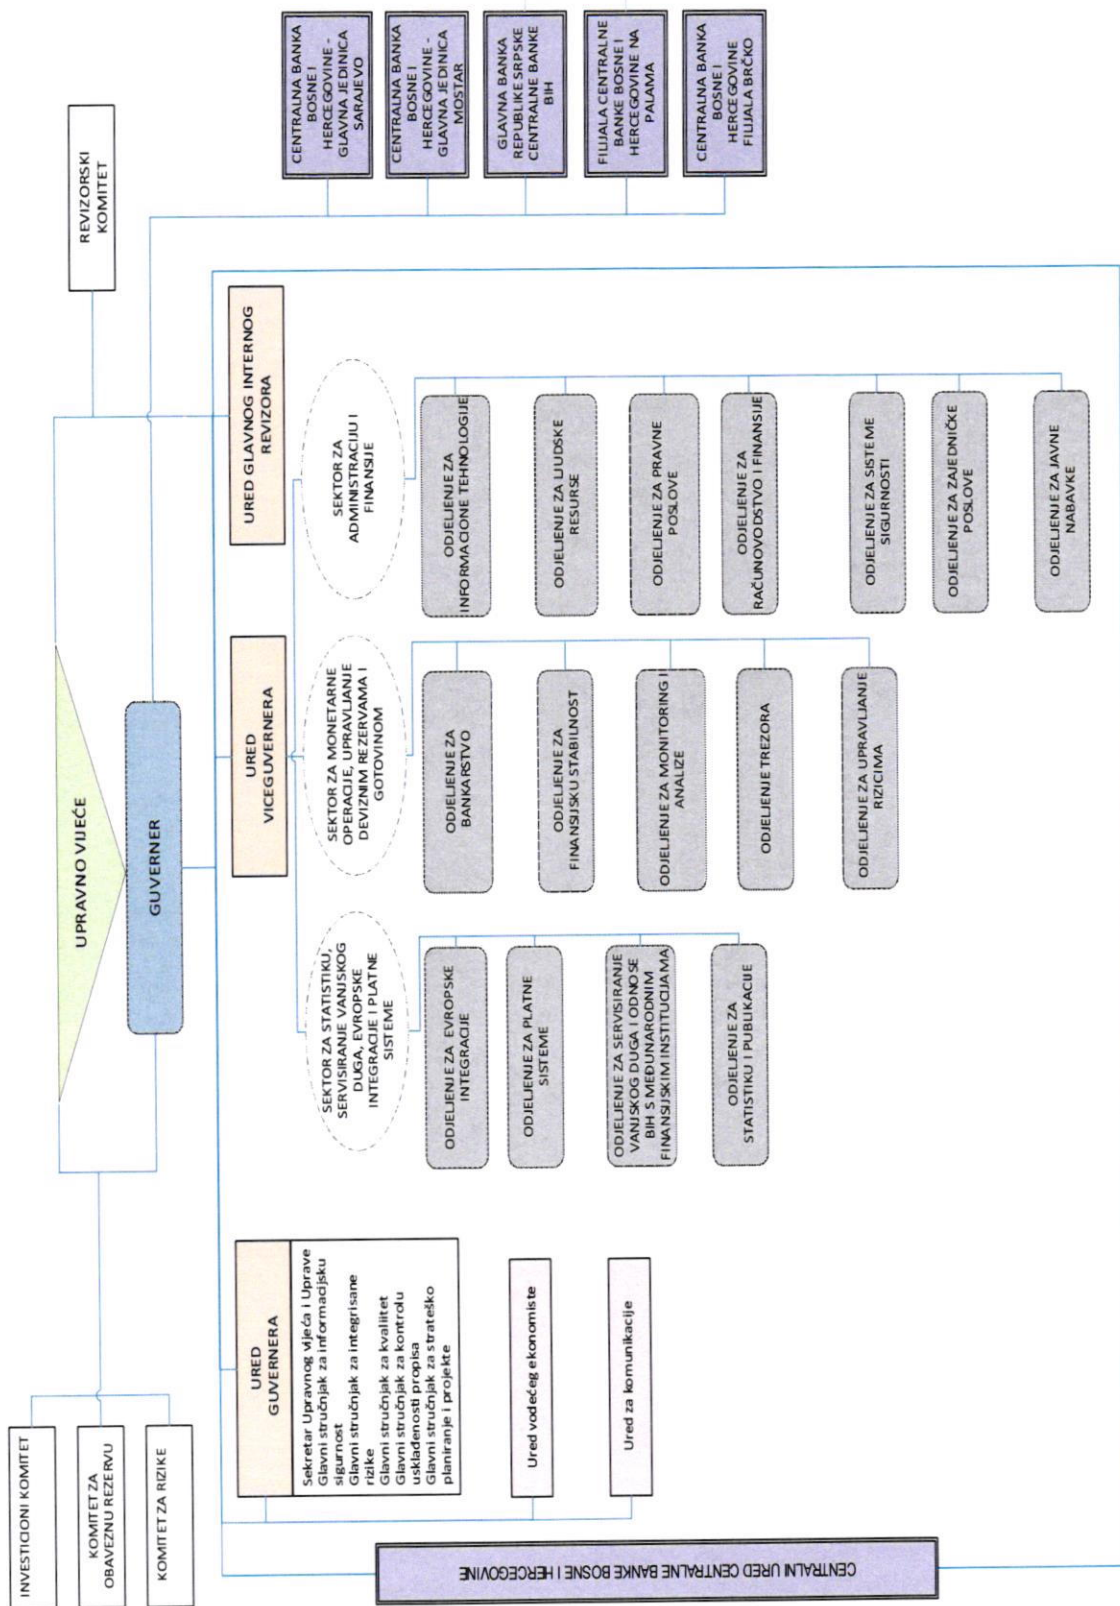 UPRAVNO VIJEĆE
GUVERNER
REVIZORSKI
KOMITET
INVESTICIONI KOMITET
KOMITET ZA
OBAVEZNU REZERVU
KOMITET ZA RIZIKE
URED
GUVERNERA
Sekretar Upravnog vijeća i Uprave
Glavni stručnjak za informacijsku
sigurnost
Glavni stručnjak za integrisane
rizike
Glavni stručnjak za kvalitet
Glavni stručnjak za kontrolu
usklađenosti propisa
Glavni stručnjak za strateško
planiranje i projekte
Ured vodećeg ekonomiste
Ured za komunikacije
URED
VICEGUVERNERA
URED GLAVNOG INTERNOG
REVIZORA
SEKTOR ZA STATISTIKU,
SERVISIRANJE VANJSKOG
DUGA, EVROPSKE
INTEGRACIJE I PLATNE
SISTEME
ODJELJENJE ZA EVROPSKE
INTEGRACIJE
ODJELJENJE ZA PLATNE
SISTEME
ODJELJENJE ZA SERVISIRANJE
VANJSKOG DUGA I ODNOSE
BIH S MEĐUNARODNIM
FINANSIJSKIM INSTITUCIJAMA
ODJELJENJE ZA
STATISTIKU I PUBLIKACIJE
SEKTOR ZA MONETARNE
OPERACIJE, UPRAVLJANJE
DEVIZNIM REZERVAMA I
GOTOVINOM
ODJELJENJE ZA
BANKARSTVO
ODJELJENJE ZA
FINANSIJSKU STABILNOST
ODJELJENJE ZA MONITORING I
ANALIZE
ODJELJENJE TREZORA
ODJELJENJE ZA UPRAVLJANJE
RIZICIMA
SEKTOR ZA
ADMINISTRACIJU I
FINANSIJE
ODJELJENJE ZA
INFORMACIONE TEHNOLOGIJE
ODJELJENJE ZA LJUDSKE
RESURSE
ODJELJENJE ZA PRAVNE
POSLOVE
ODJELJENJE ZA
RAČUNOVODSTVO I FINANSIJE
ODJELJENJE ZA SISTEME
SIGURNOSTI
ODJELJENJE ZA ZAJEDNIČKE
POSLOVE
ODJELJENJE ZA JAVNE
NABAVKE
CENTRALNA BANKA
BOSNE I
HERCEGOVINE -
GLAVNA JEDINICA
SARAJEVO
CENTRALNA BANKA
BOSNE I
HERCEGOVINE -
GLAVNA JEDINICA
MOSTAR
GLAVNA BANKA
REPUBLIKE SRPSKE
CENTRALNE BANKE
BIH
FILIJALA CENTRALNE
BANKE BOSNE I
HERCEGOVINE NA
PALAMA
CENTRALNA BANKA
BOSNE I
HERCEGOVINE
FILIJALA BRČKO
CENTRALNI URED CENTRALNE BANKE BOSNE I HERCEGOVINE